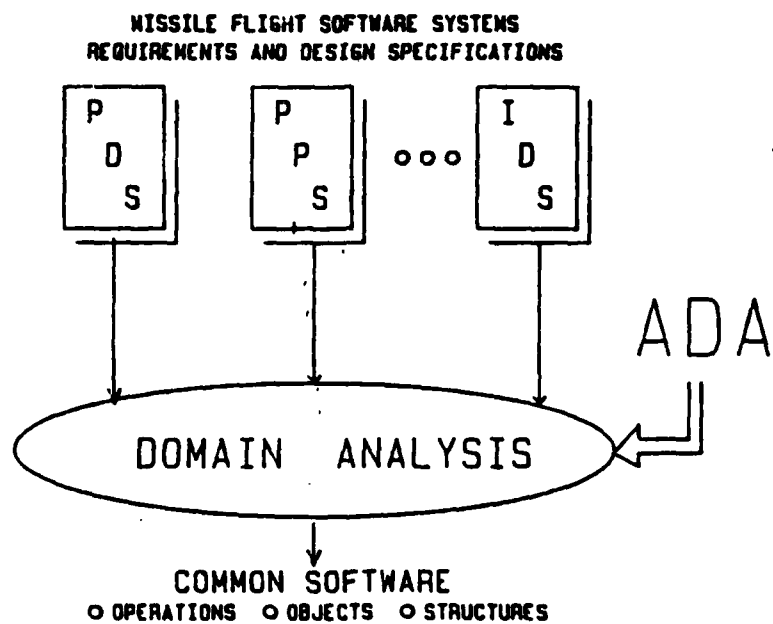 MISSILE FLIGHT SOFTWARE SYSTEMS
REQUIREMENTS AND DESIGN SPECIFICATIONS
P D S
P P S
I D S
ADA
DOMAIN ANALYSIS
COMMON SOFTWARE
o OPERATIONS o OBJECTS o STRUCTURES